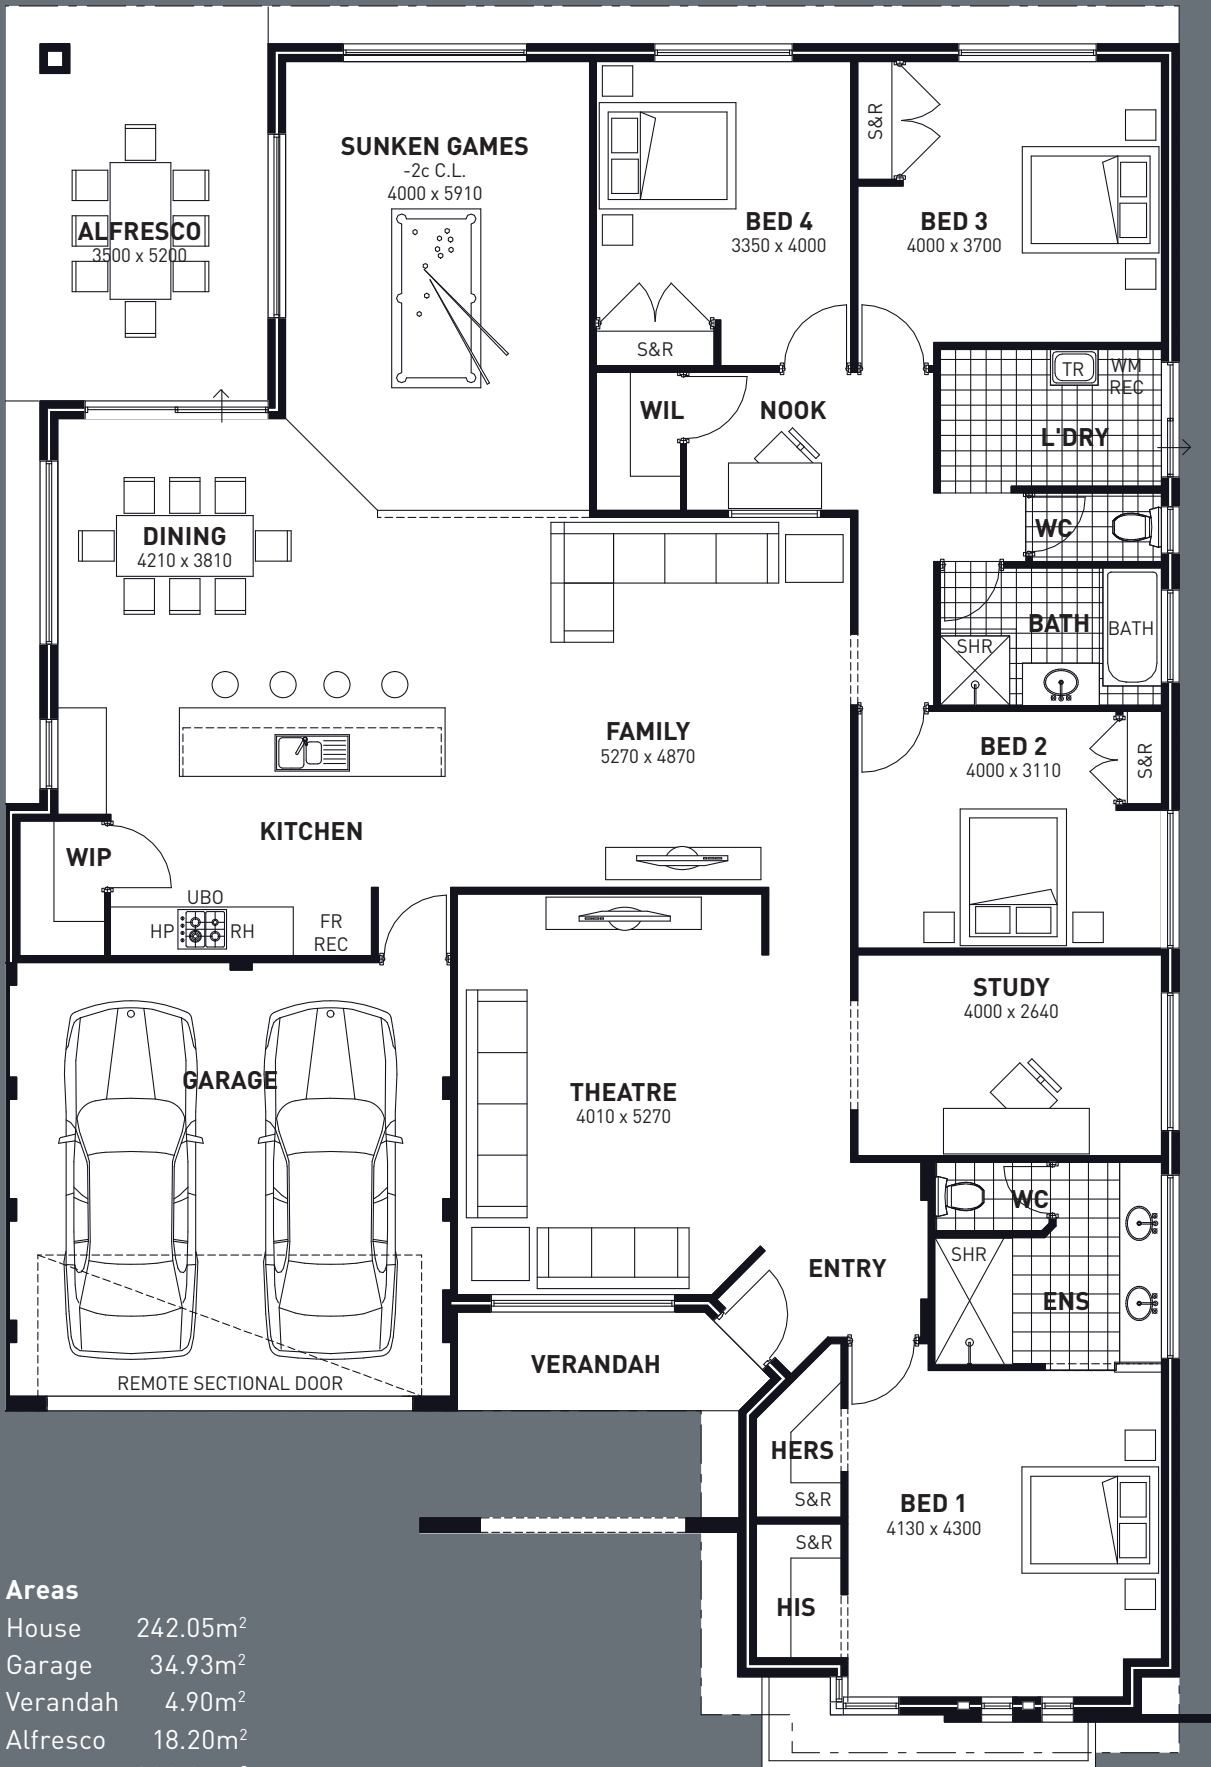 SUNKEN GAMES
-2c C.L.
4000 x 5910
ALFRESCO
3500 x 5200
S&R
BED 4
3350 x 4000
BED 3
4000 x 3700
S&R
WIL
NOOK
TR
WM
REC
L'DRY
WC
DINING
4210 x 3810
BATH
BATH
SHR
FAMILY
5270 x 4870
BED 2
4000 x 3110
S&R
KITCHEN
WIP
UBO
HP
RH
FR
REC
STUDY
4000 x 2640
GARAGE
THEATRE
4010 x 5270
WC
SHR
ENS
ENTRY
VERANDAH
REMOTE SECTIONAL DOOR
HERS
S&R
BED 1
4130 x 4300
S&R
HIS
Areas
House 242.05m²
Garage 34.93m²
Verandah 4.90m²
Alfresco 18.20m²